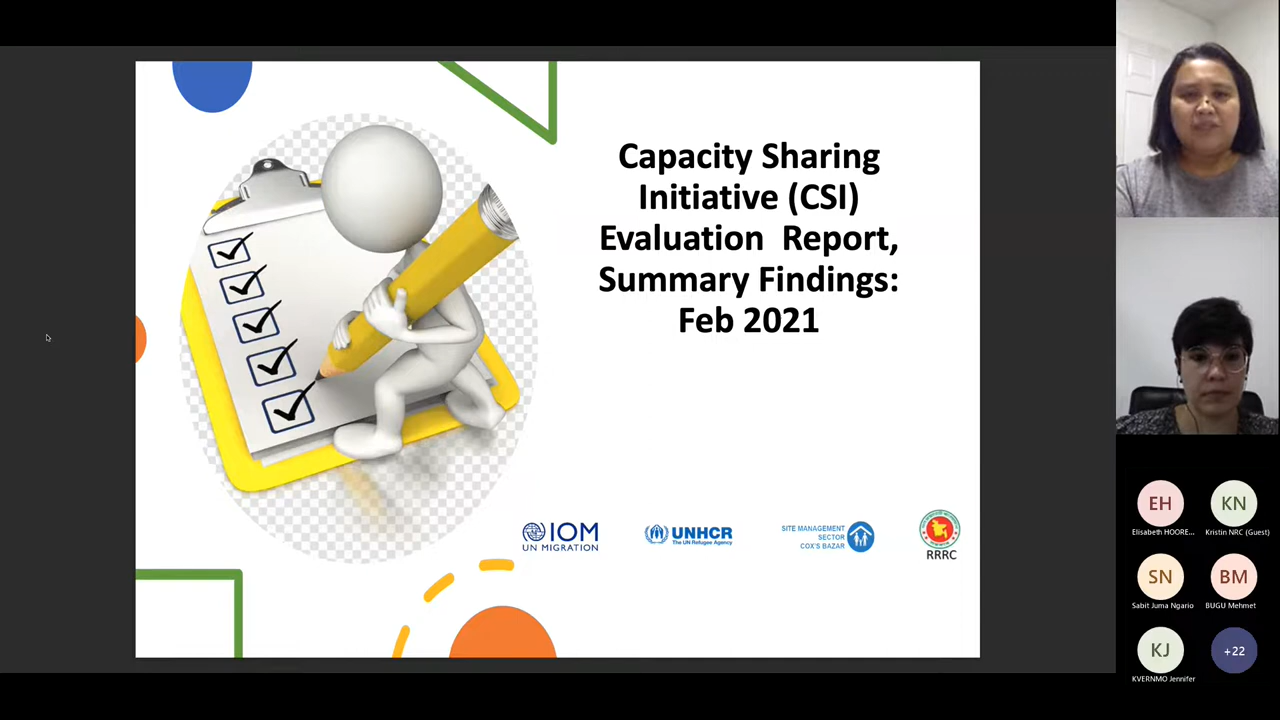 Capacity Sharing
Initiative (CSI)
Evaluation  Report,
Summary Findings:
Feb 2021
IOM
UN MIGRATION
UNHCR
The UN Refugee Agency
SITE MANAGEMENT
SECTOR
COX'S BAZAR
RRRC
EH
Elisabeth HOORE...
KN
Kristin NRC (Guest)
SN
Sabit Juma Ngario
BM
BUGU Mehmet
KJ
KVERNMO Jennifer
+22